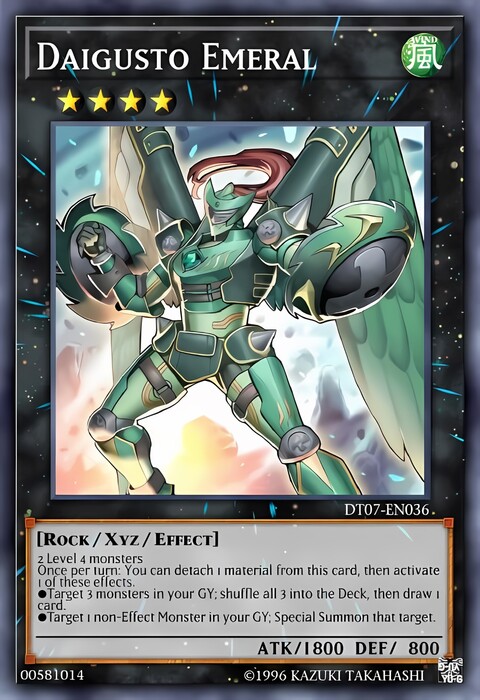 DAIGUSTO EMERAL
WIND
風
DT07-EN036
[ROCK / XYZ / EFFECT]
2 Level 4 monsters
Once per turn: You can detach 1 material from this card, then activate
1 of these effects.
●Target 3 monsters in your GY; shuffle all 3 into the Deck, then draw 1
card.
●Target 1 non-Effect Monster in your GY; Special Summon that target.
ATK/1800 DEF/ 800
00581014
©1996 KAZUKI TAKAHASHI